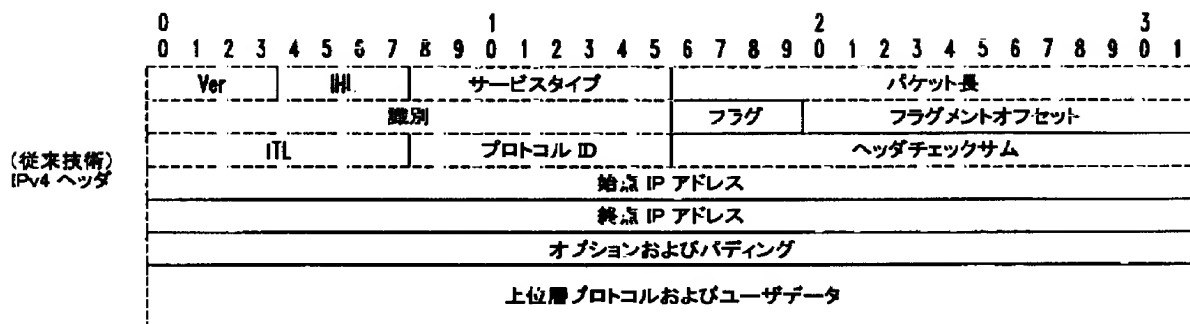 0 1 2 3
0 1 2 3 4 5 6 7 8 9 0 1 2 3 4 5 6 7 8 9 0 1 2 3 4 5 6 7 8 9 0 1
Ver IHL サービスタイプ パケット長
識別 フラグ フラグメントオフセット
(従来技術)
IPv4 ヘッダ
TTL プロトコル ID ヘッダチェックサム
始点 IP アドレス
終点 IP アドレス
オプションおよびパディング
上位層プロトコルおよびユーザデータ